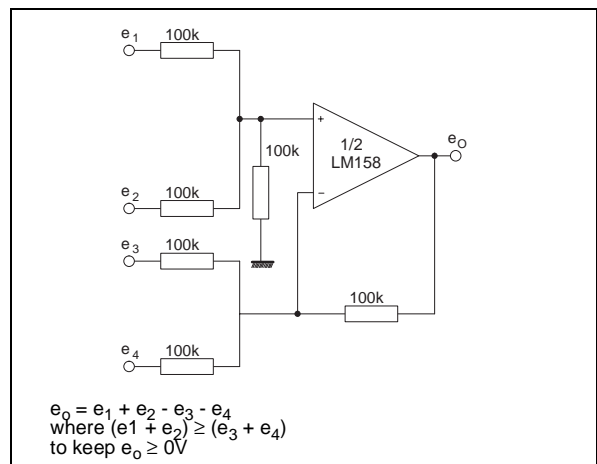 e1
100k
100k
1/2
LM158
+
−
eO
e2
100k
e3
100k
100k
e4
100k
eo = e1 + e2 - e3 - e4
where (e1 + e2) ≥ (e3 + e4)
to keep eo ≥ 0V